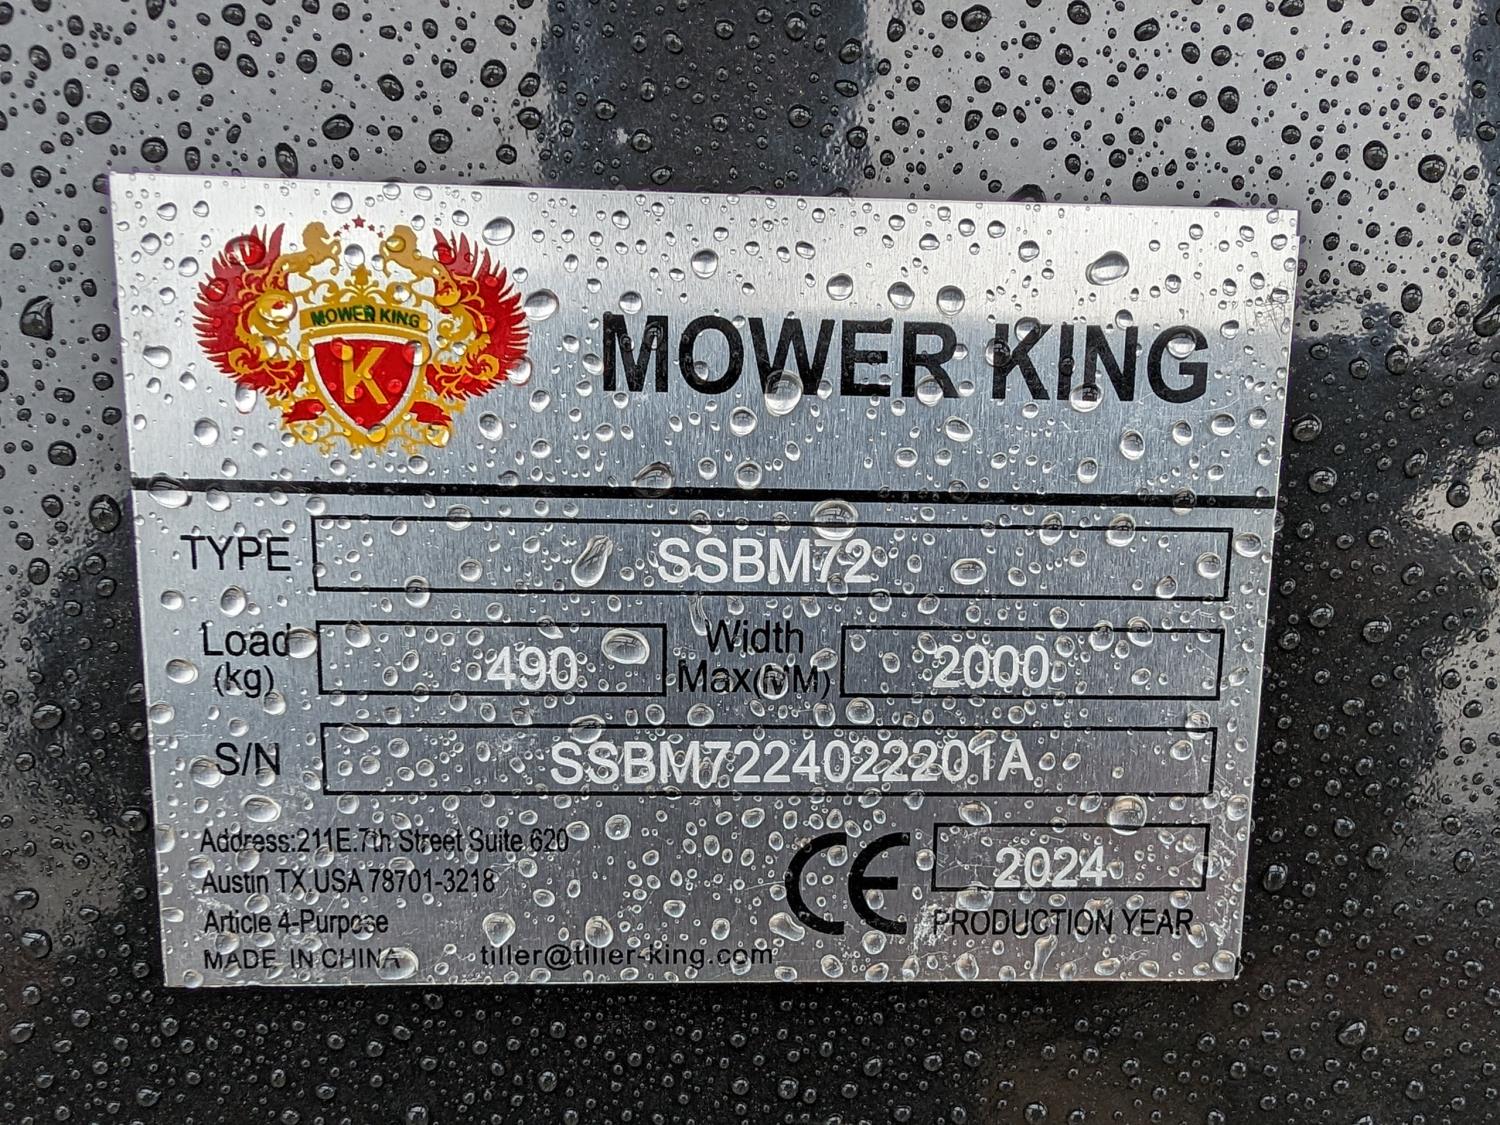 MOWER KING
K
MOWER KING
TYPE SSBM72
Load (kg) 490 Width Max(MM) 2000
S/N SSBM7224022201A
Address:211E.7th Street Suite 620
Austin TX,USA 78701-3218
Article 4-Purpose
MADE IN CHINA
tiller@tiller-king.com
CE
2024
PRODUCTION YEAR